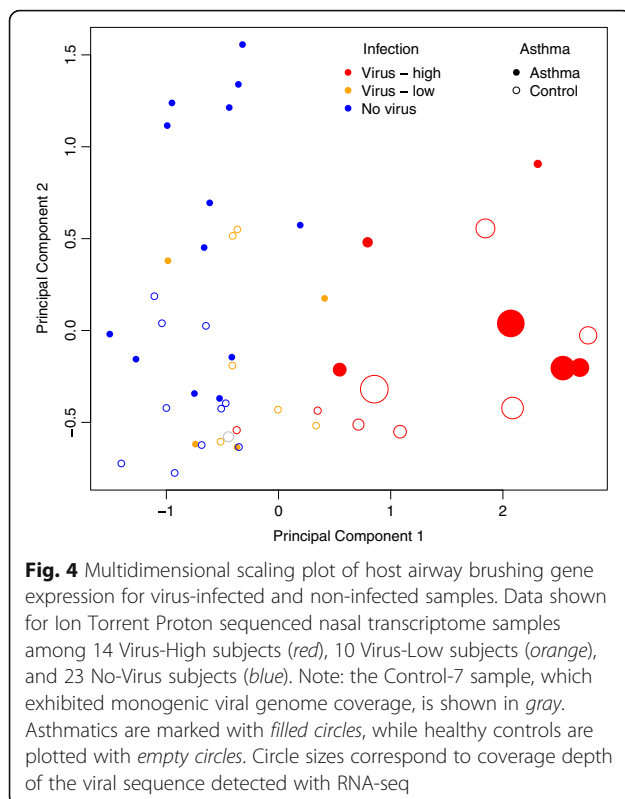 Infection
Virus – high
Virus – low
No virus
Asthma
Asthma
Control
1.5
1.0
0.5
0.0
−0.5
Principal Component 2
−1
0
1
2
Principal Component 1
Fig. 4 Multidimensional scaling plot of host airway brushing gene
expression for virus-infected and non-infected samples. Data shown
for Ion Torrent Proton sequenced nasal transcriptome samples
among 14 Virus-High subjects (red), 10 Virus-Low subjects (orange),
and 23 No-Virus subjects (blue). Note: the Control-7 sample, which
exhibited monogenic viral genome coverage, is shown in gray.
Asthmatics are marked with filled circles, while healthy controls are
plotted with empty circles. Circle sizes correspond to coverage depth
of the viral sequence detected with RNA-seq